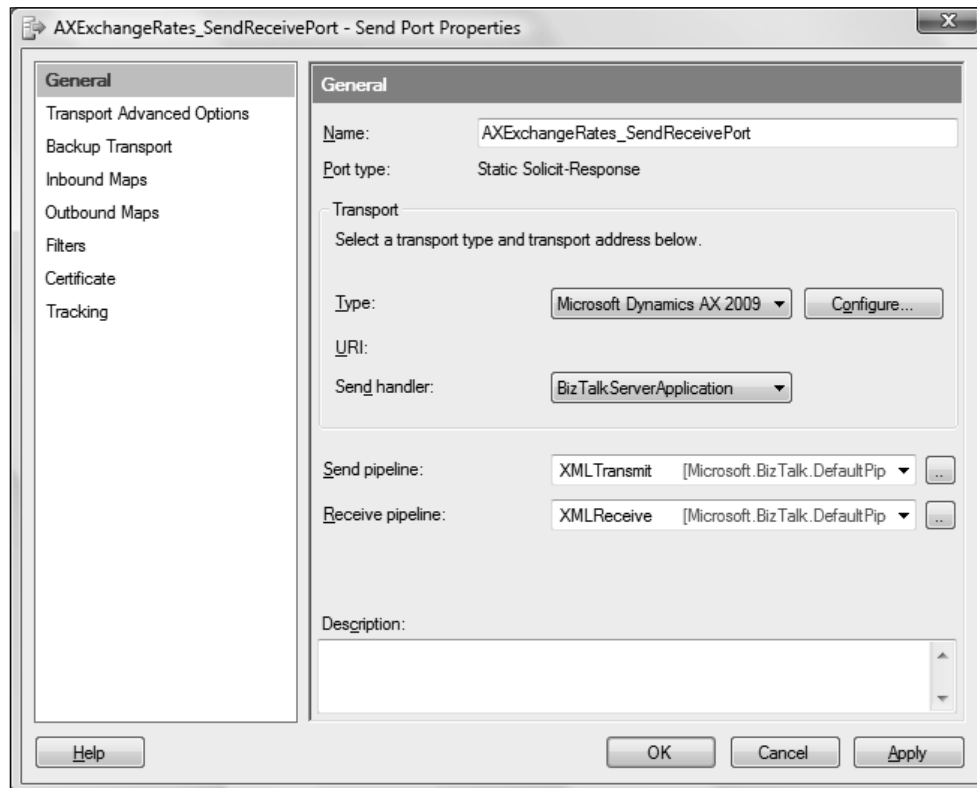 AXExchangeRates_SendReceivePort - Send Port Properties
General
Transport Advanced Options
Backup Transport
Inbound Maps
Outbound Maps
Filters
Certificate
Tracking
General
Name: AXExchangeRates_SendReceivePort
Port type: Static Solicit-Response
Transport
Select a transport type and transport address below.
Type: Microsoft Dynamics AX 2009 Configure...
URI:
Send handler: BizTalkServerApplication
Send pipeline: XMLTransmit [Microsoft.BizTalk.DefaultPip ..
Receive pipeline: XMLReceive [Microsoft.BizTalk.DefaultPip ..
Description:
Help OK Cancel Apply